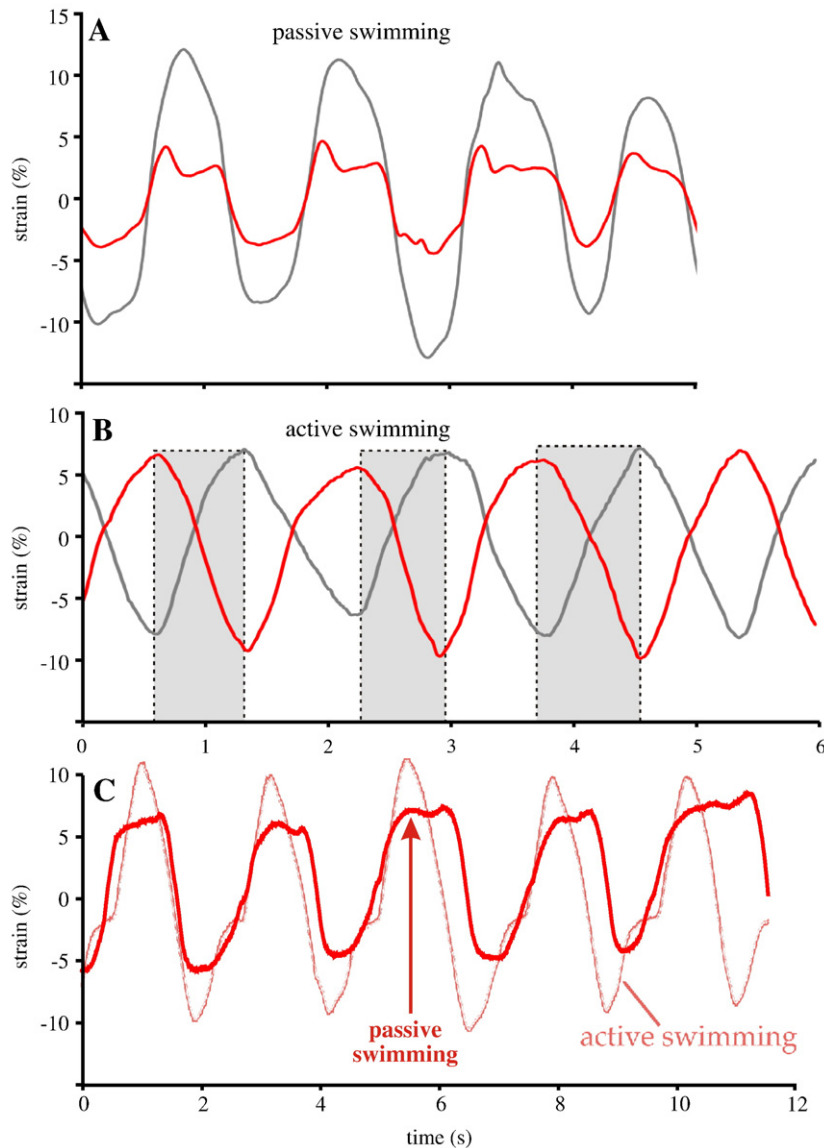 A
passive swimming
15
10
5
0
-5
-10
strain (%)
B
active swimming
10
5
0
-5
-10
strain (%)
0 1 2 3 4 5 6
C
10
5
0
-5
-10
strain (%)
passive
swimming
active swimming
0 2 4 6 8 10 12
time (s)